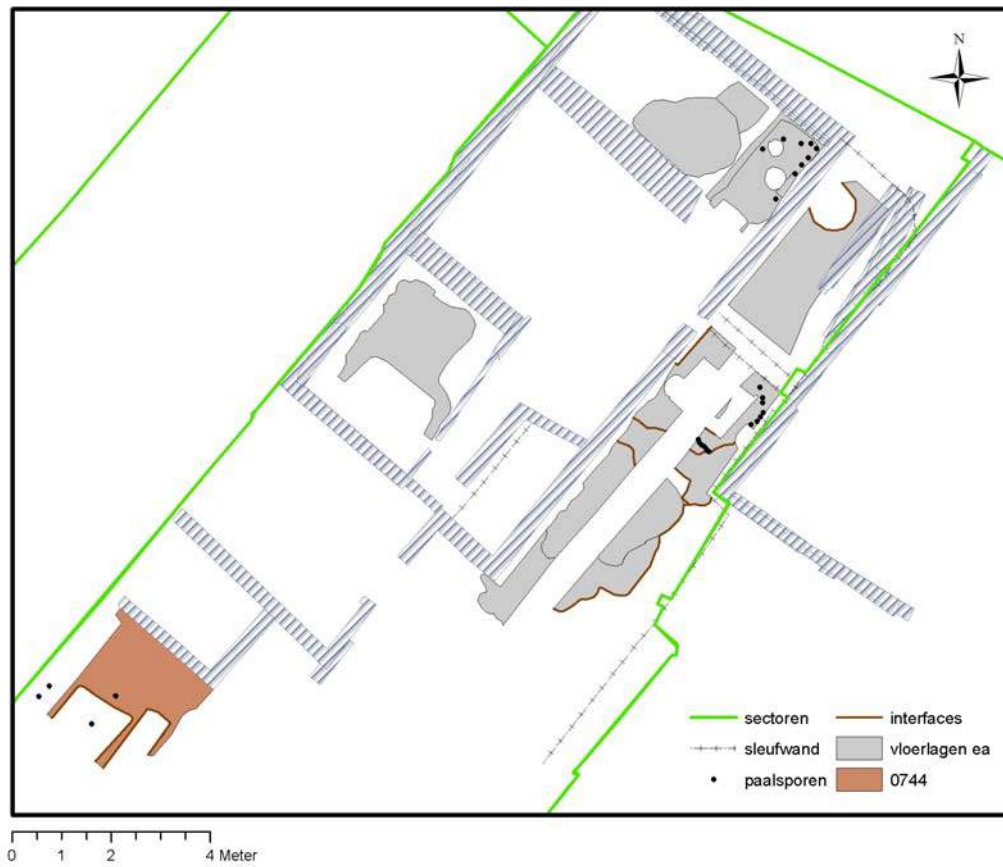 N
sectoren
interfaces
sleufwand
vloerlagen ea
paalsporen
0744
0 1 2 4 Meter